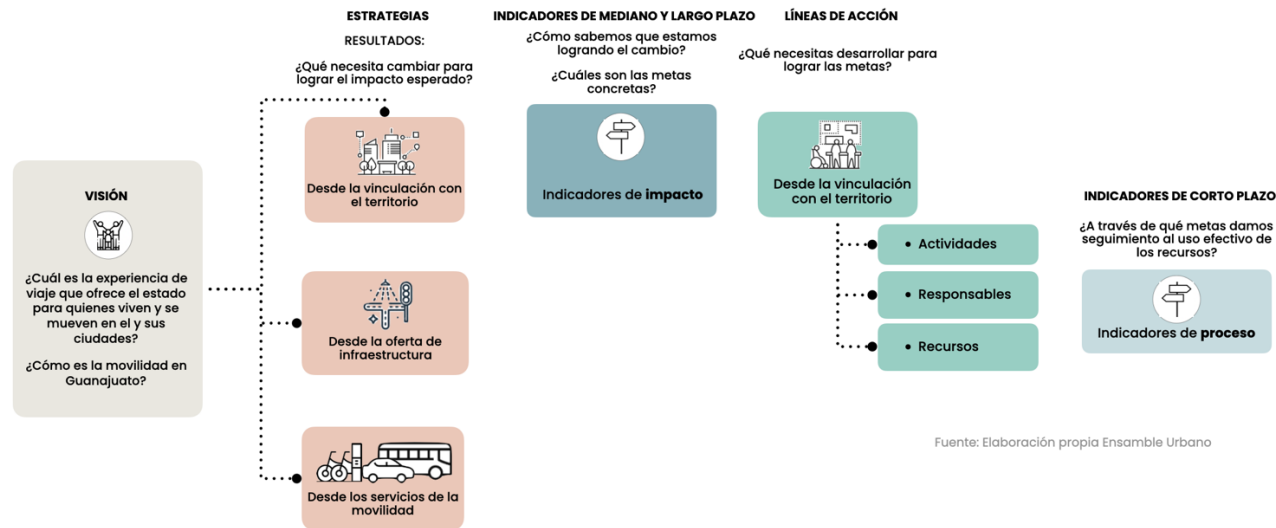 VISIÓN
¿Cuál es la experiencia de
viaje que ofrece el estado
para quienes viven y se
mueven en el y sus
ciudades?
¿Cómo es la movilidad en
Guanajuato?
ESTRATEGIAS
RESULTADOS:
¿Qué necesita cambiar para
lograr el impacto esperado?
Desde la vinculación con
el territorio
Desde la oferta de
infraestructura
Desde los servicios de la
movilidad
INDICADORES DE MEDIANO Y LARGO PLAZO
¿Cómo sabemos que estamos
logrando el cambio?
¿Cuáles son las metas
concretas?
Indicadores de impacto
LÍNEAS DE ACCIÓN
¿Qué necesitas desarrollar para
lograr las metas?
Desde la vinculación
con el territorio
• Actividades
• Responsables
• Recursos
INDICADORES DE CORTO PLAZO
¿A través de qué metas damos
seguimiento al uso efectivo de
los recursos?
Indicadores de proceso
Fuente: Elaboración propia Ensamble Urbano